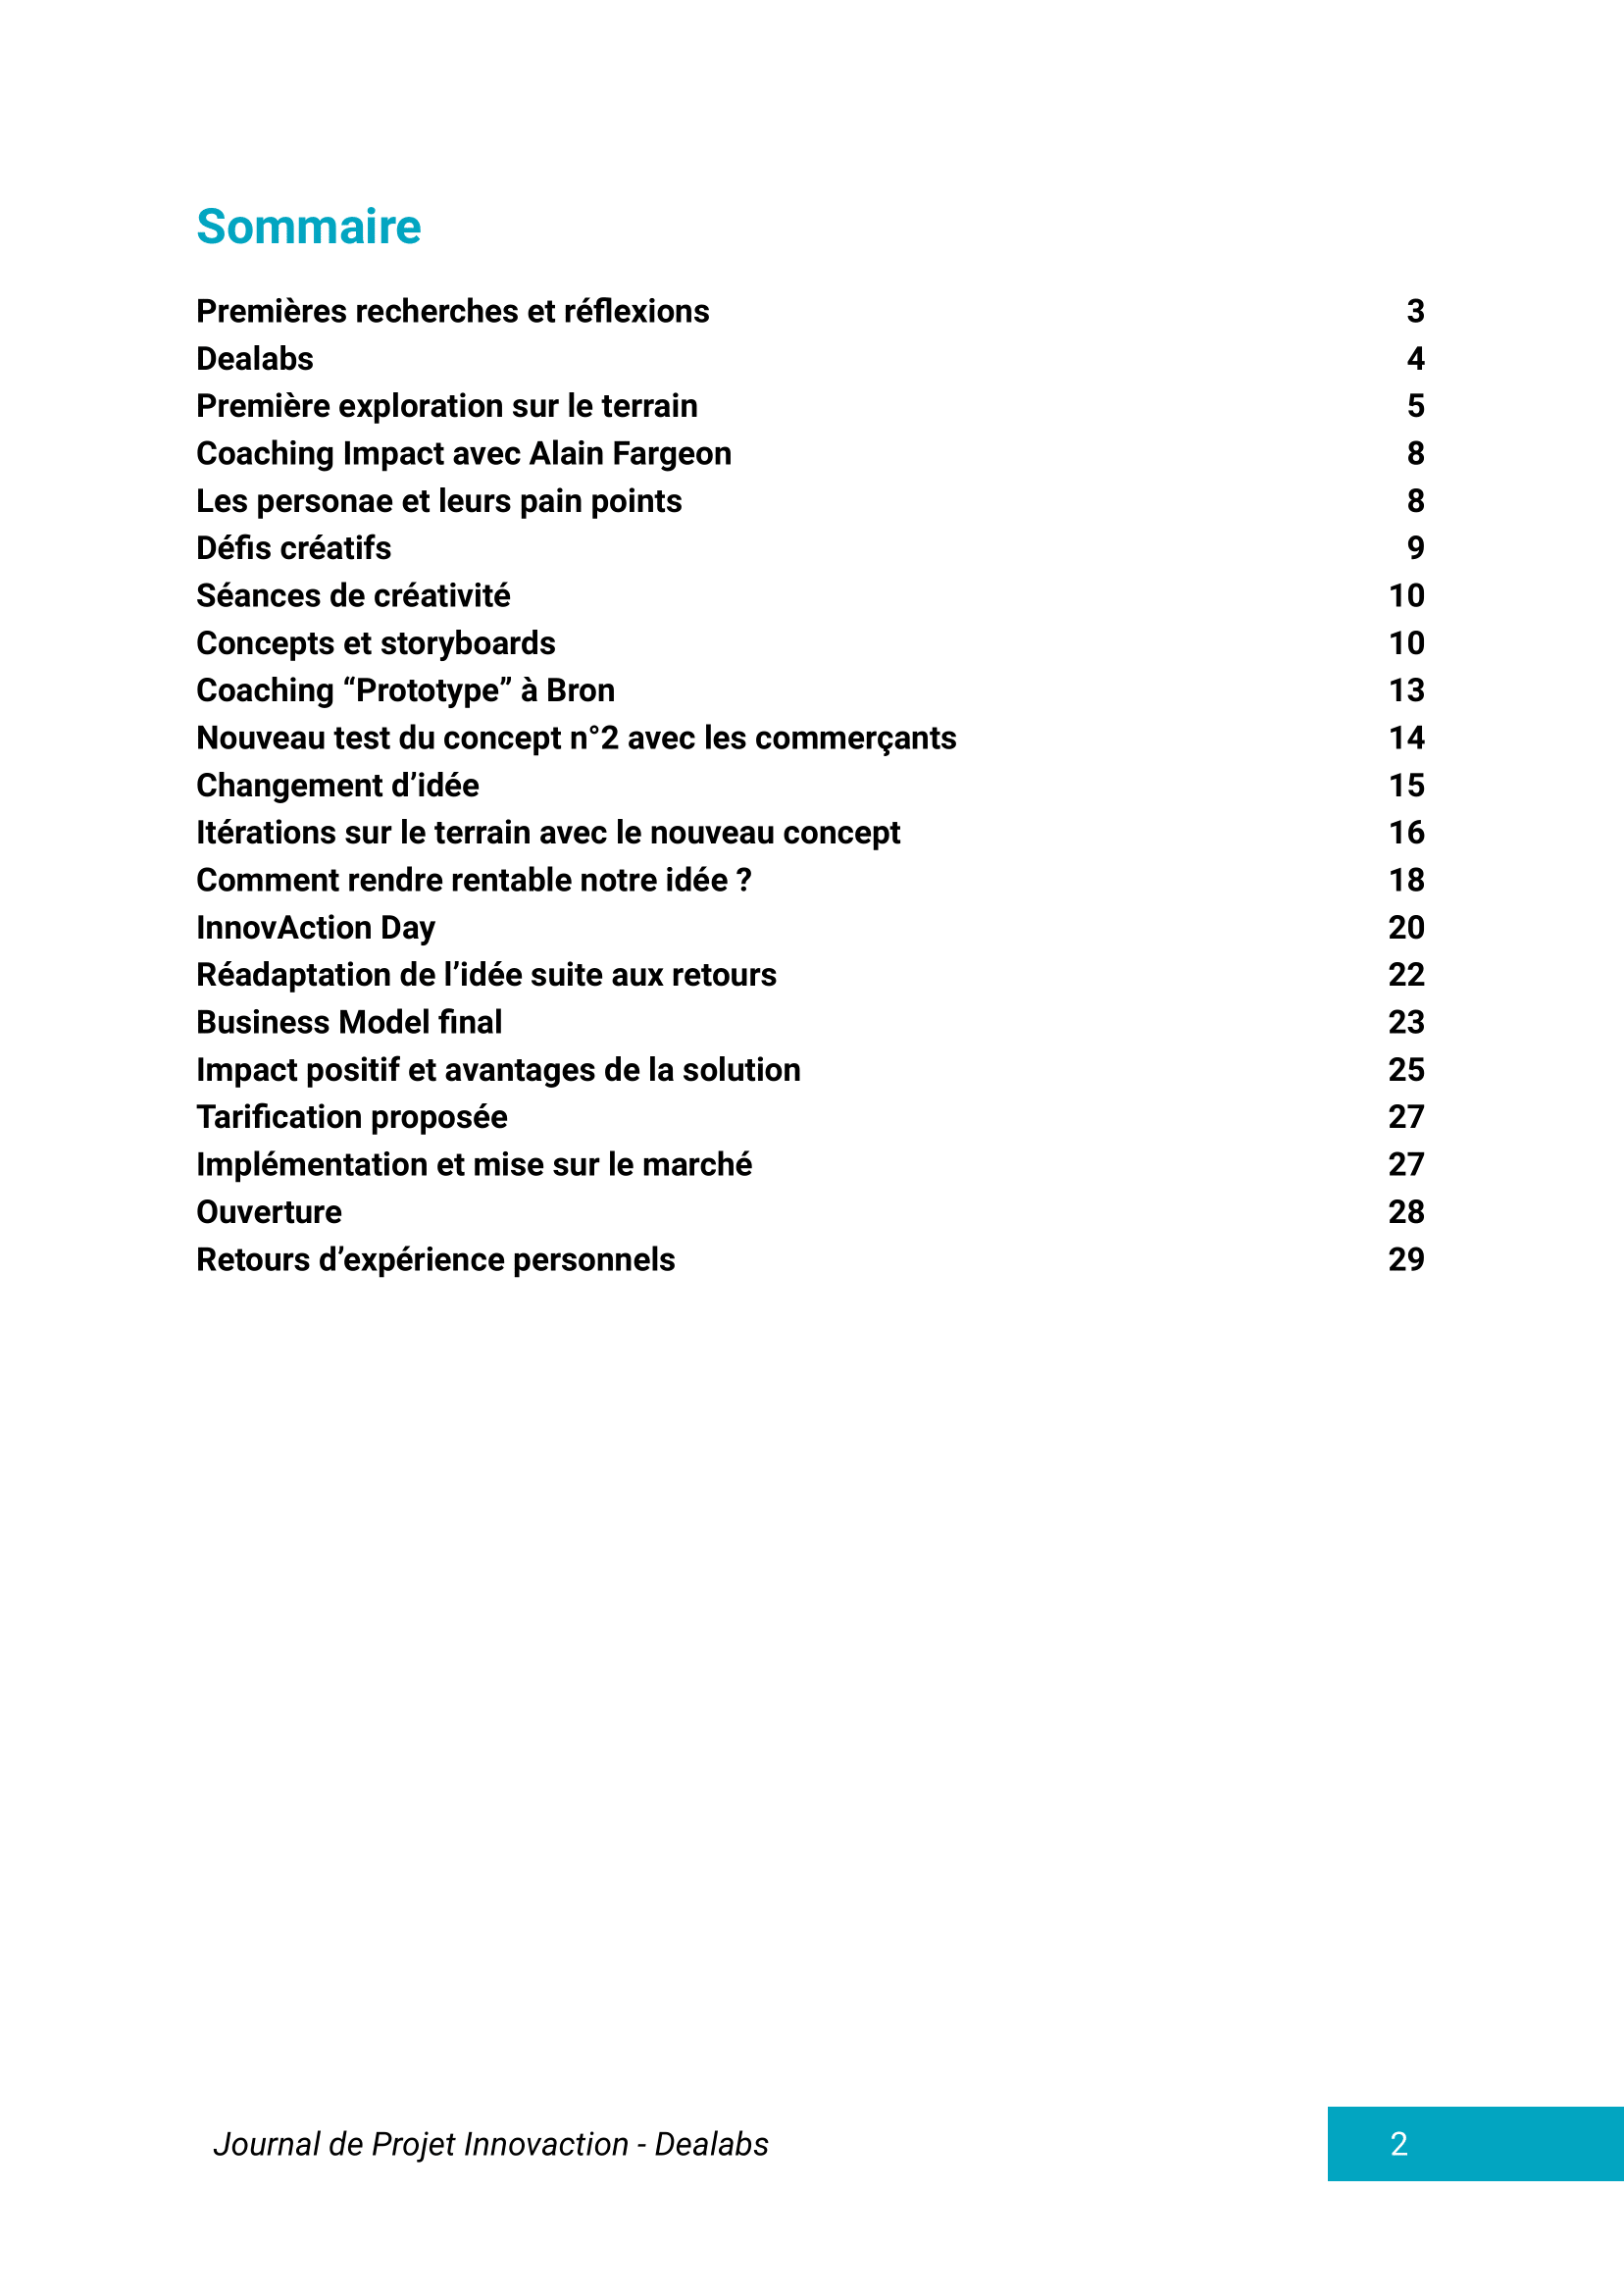 Sommaire
Premières recherches et réflexions 3
Dealabs 4
Première exploration sur le terrain 5
Coaching Impact avec Alain Fargeon 8
Les personae et leurs pain points 8
Défis créatifs 9
Séances de créativité 10
Concepts et storyboards 10
Coaching “Prototype” à Bron 13
Nouveau test du concept n°2 avec les commerçants 14
Changement d’idée 15
Itérations sur le terrain avec le nouveau concept 16
Comment rendre rentable notre idée ? 18
InnovAction Day 20
Réadaptation de l’idée suite aux retours 22
Business Model final 23
Impact positif et avantages de la solution 25
Tarification proposée 27
Implémentation et mise sur le marché 27
Ouverture 28
Retours d’expérience personnels 29
Journal de Projet Innovaction - Dealabs 2